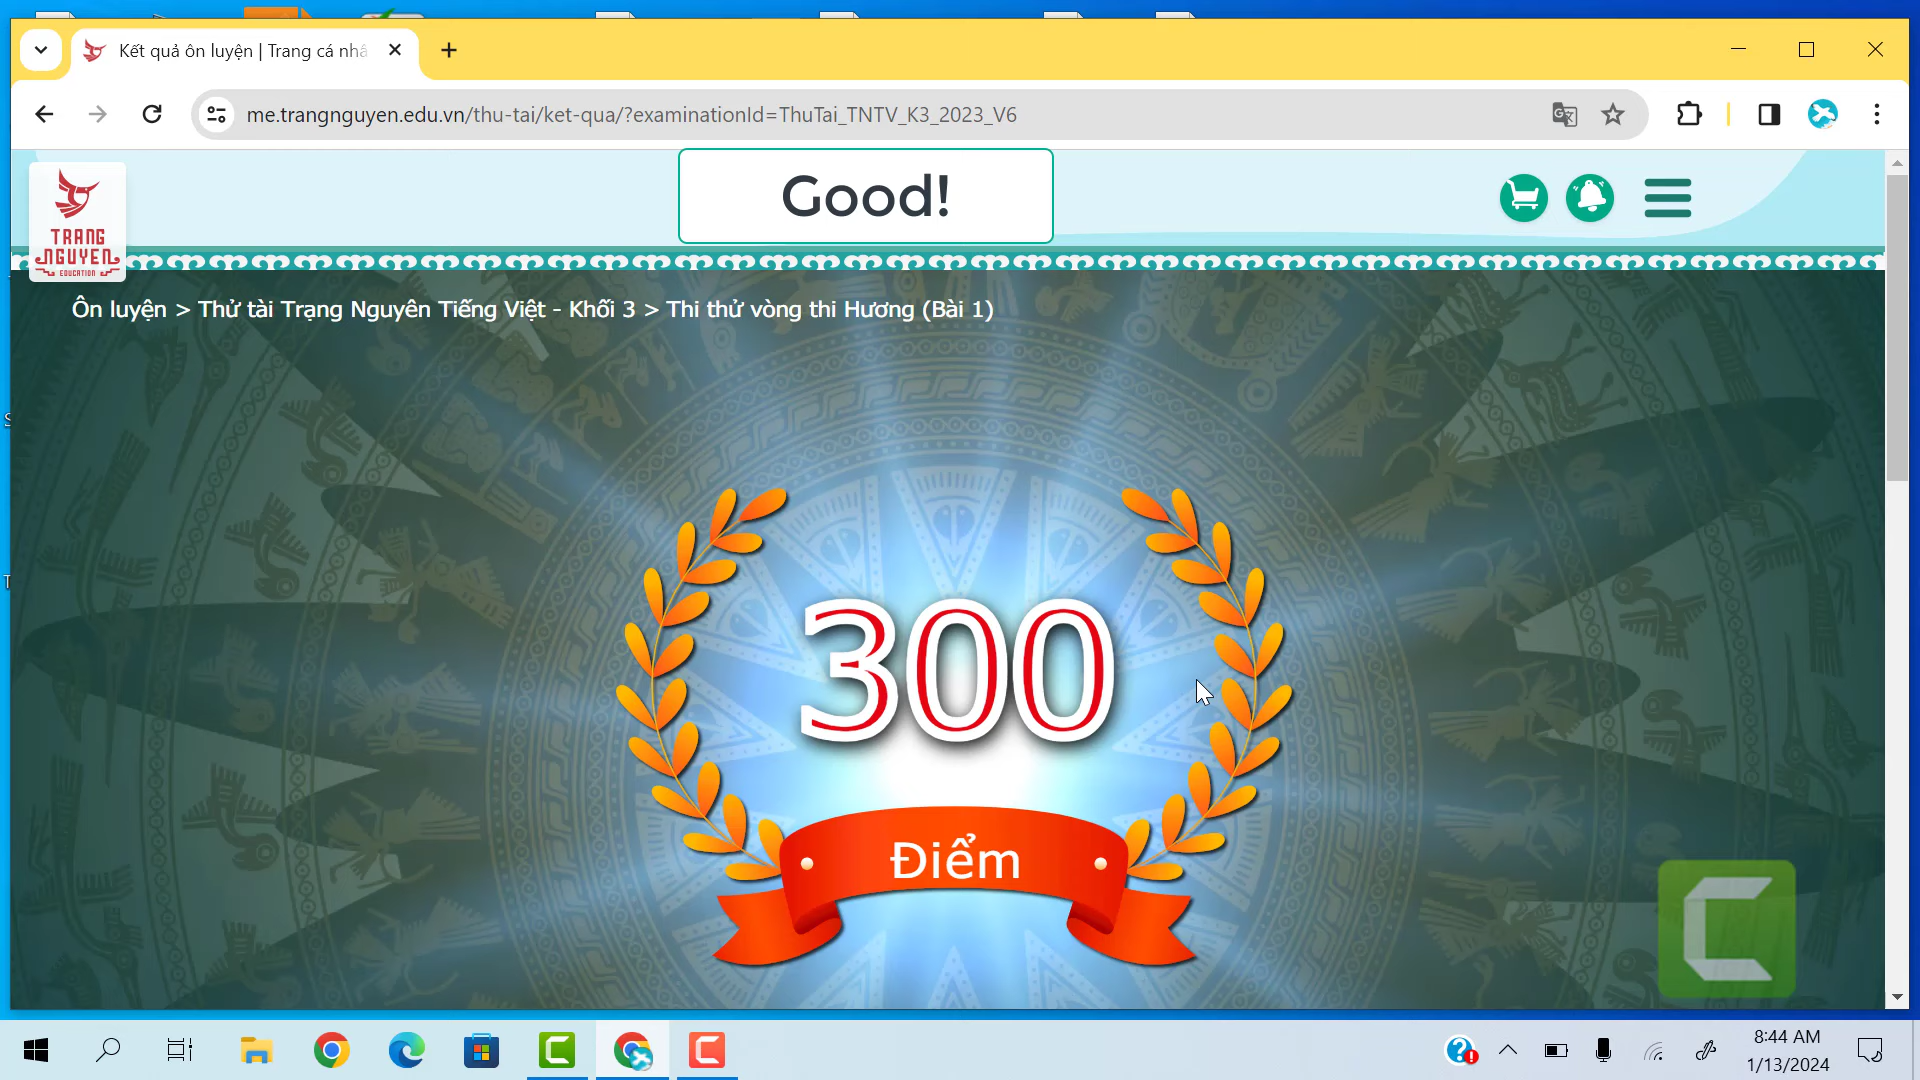 Kết quả ôn luyện | Trang cá nhâ
me.trangnguyen.edu.vn/thu-tai/ket-qua/?examinationId=ThuTai_TNTV_K3_2023_V6
Good!
TRANG
NGUYEN
EDUCATION
Ôn luyện > Thử tài Trạng Nguyên Tiếng Việt - Khối 3 > Thi thử vòng thi Hương (Bài 1)
300
Điểm
8:44 AM
1/13/2024